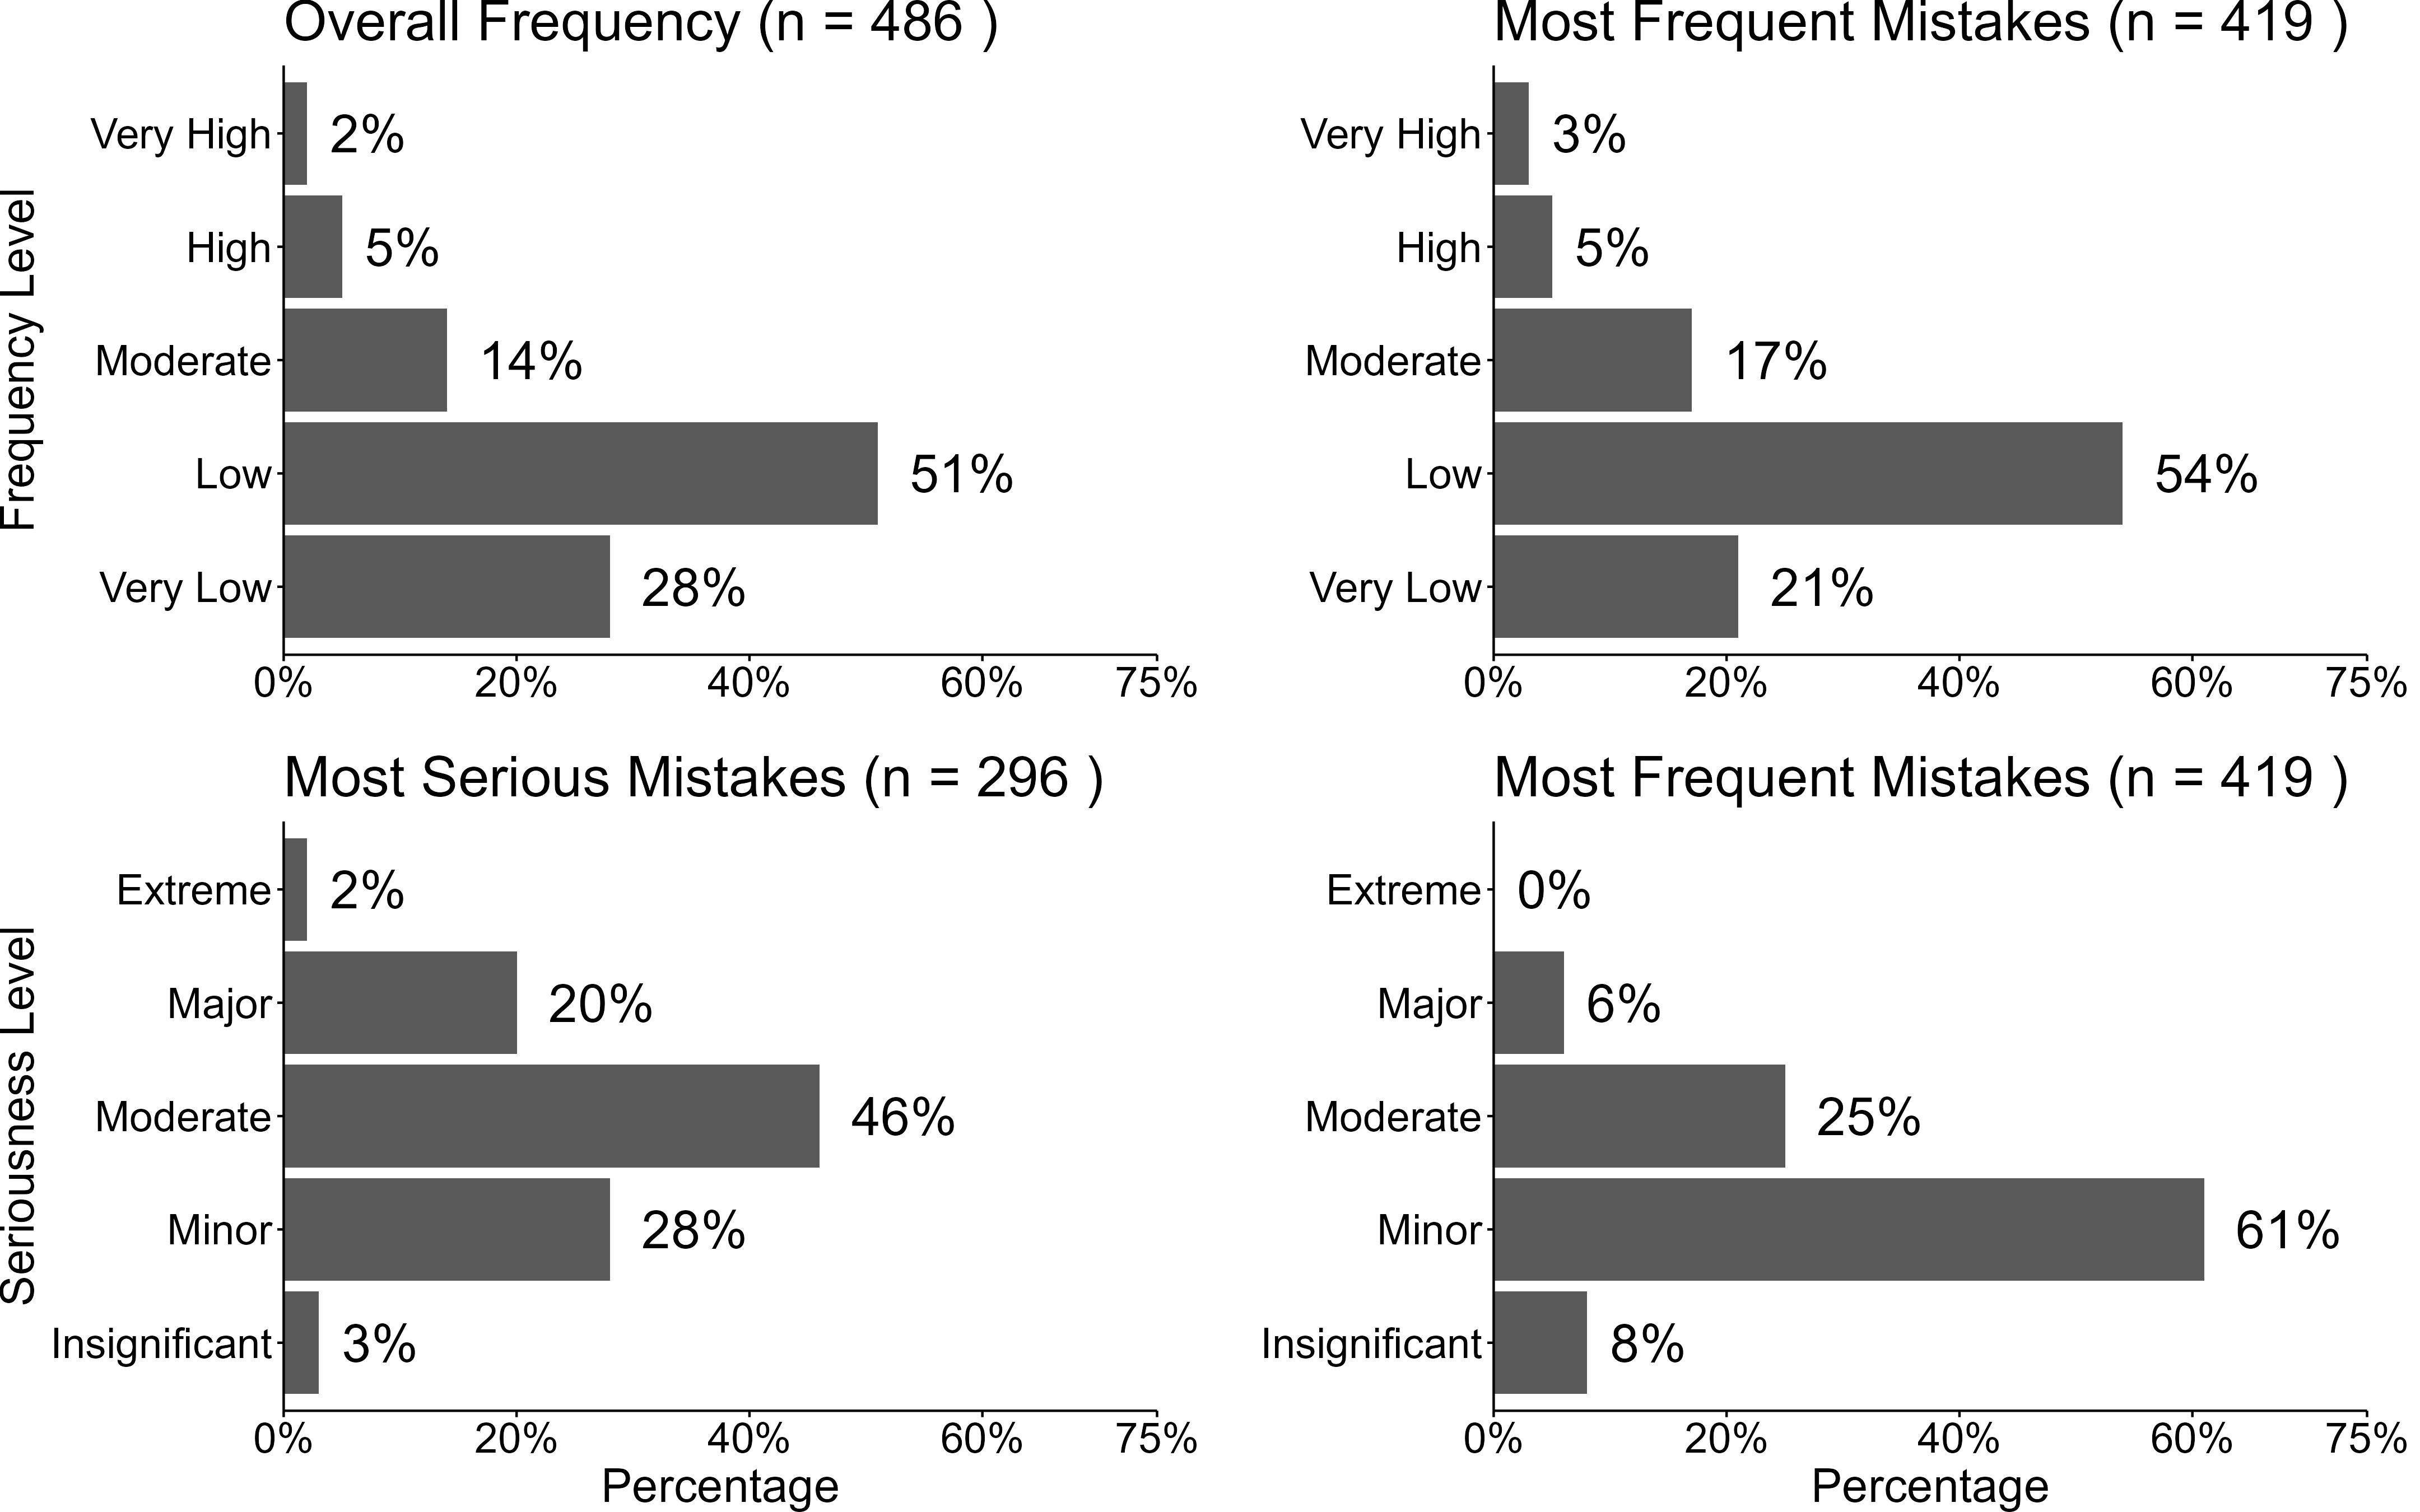 Overall Frequency (n = 486 )
Frequency Level
Very High 2%
High 5%
Moderate 14%
Low 51%
Very Low 28%
0% 20% 40% 60% 75%
Most Frequent Mistakes (n = 419 )
Very High 3%
High 5%
Moderate 17%
Low 54%
Very Low 21%
0% 20% 40% 60% 75%
Most Serious Mistakes (n = 296 )
Seriousness Level
Extreme 2%
Major 20%
Moderate 46%
Minor 28%
Insignificant 3%
0% 20% 40% 60% 75%
Percentage
Most Frequent Mistakes (n = 419 )
Extreme 0%
Major 6%
Moderate 25%
Minor 61%
Insignificant 8%
0% 20% 40% 60% 75%
Percentage